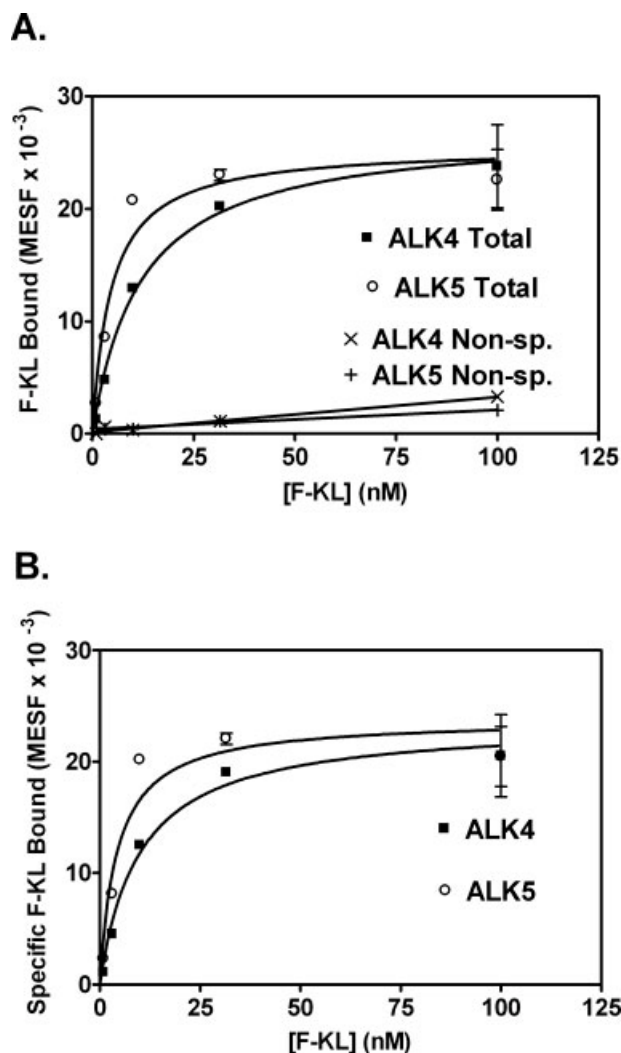 A.
F-KL Bound (MESF x 10 -3)
30
20
10
0
ALK4 Total
ALK5 Total
ALK4 Non-sp.
ALK5 Non-sp.
0 25 50 75 100 125
[F-KL] (nM)
B.
Specific F-KL Bound (MESF x 10 -3)
30
20
10
0
ALK4
ALK5
0 25 50 75 100 125
[F-KL] (nM)